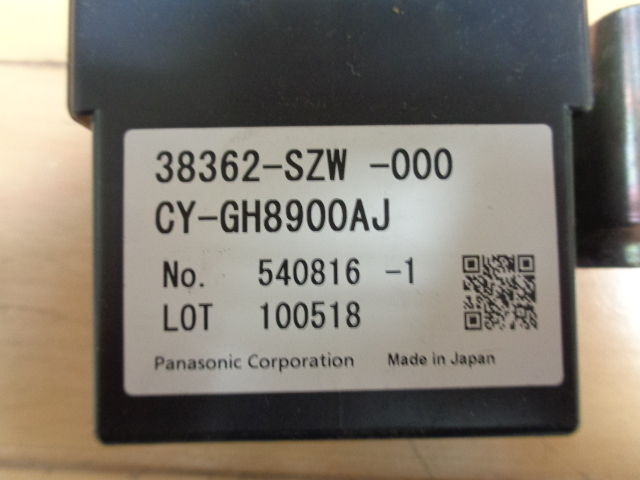 38362-SZW -000
CY-GH8900AJ
No. 540816 -1
LOT 100518
Panasonic Corporation Made in Japan